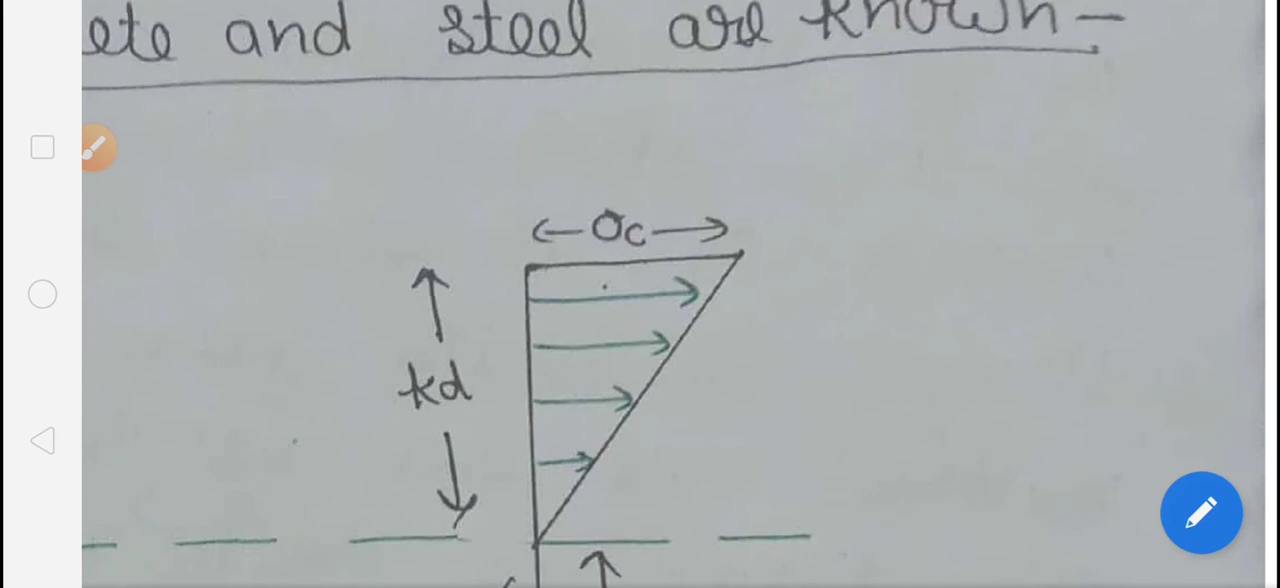 ete and steel are known-
σc
kd